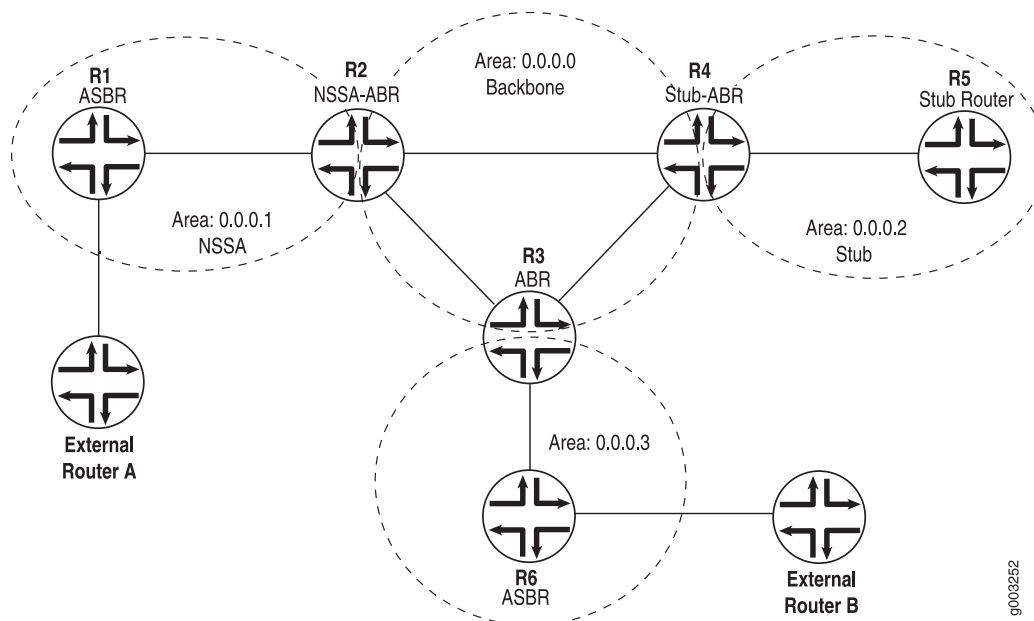 R1
ASBR
R2
NSSA-ABR
Area: 0.0.0.0
Backbone
R4
Stub-ABR
R5
Stub Router
Area: 0.0.0.1
NSSA
Area: 0.0.0.2
Stub
R3
ABR
External
Router A
Area: 0.0.0.3
R6
ASBR
External
Router B
g003252